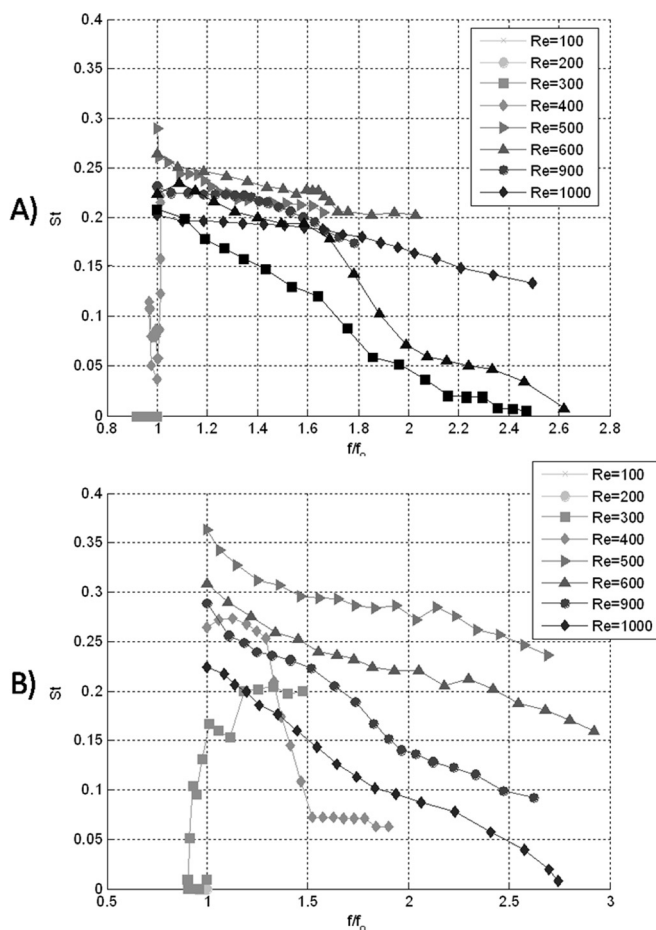 A)
St
0.4
0.35
0.3
0.25
0.2
0.15
0.1
0.05
0
0.8
1
1.2
1.4
1.6
1.8
2
2.2
2.4
2.6
2.8
f/fo
Re=100
Re=200
Re=300
Re=400
Re=500
Re=600
Re=900
Re=1000
B)
St
0.4
0.35
0.3
0.25
0.2
0.15
0.1
0.05
0
0.5
1
1.5
2
2.5
3
f/fo
Re=100
Re=200
Re=300
Re=400
Re=500
Re=600
Re=900
Re=1000